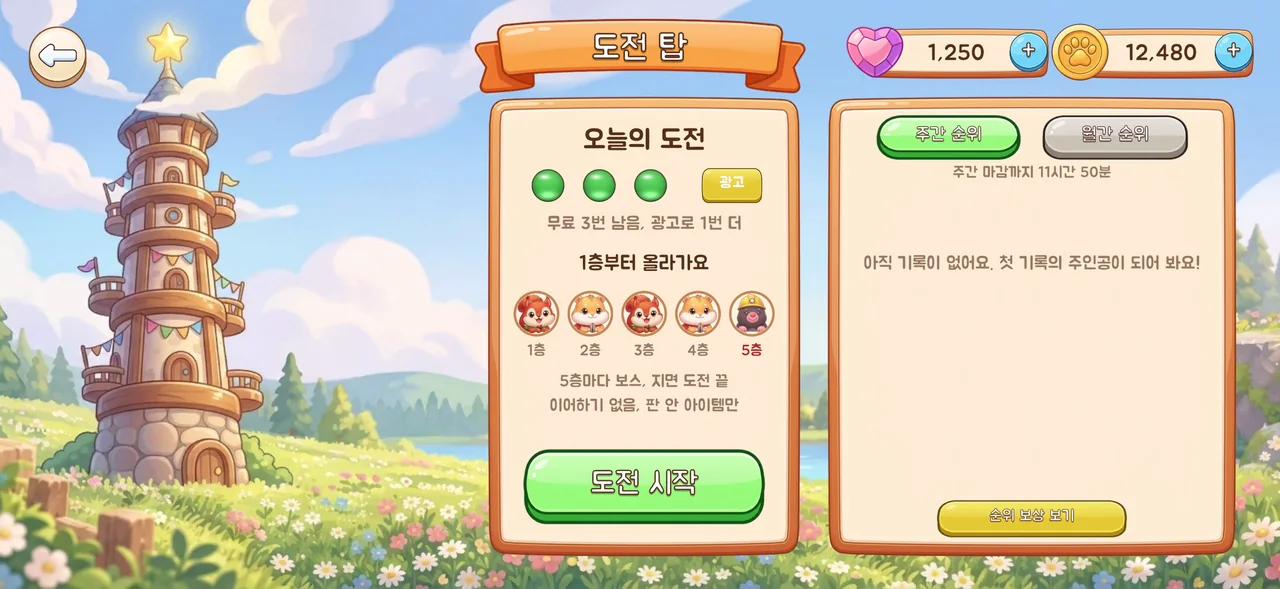 도전 탑
1,250
+
12,480
+
오늘의 도전
광고
무료 3번 남음, 광고로 1번 더
1층부터 올라가요
1층 2층 3층 4층 5층
5층마다 보스, 지면 도전 끝
이어하기 없음, 판 안 아이템만
도전 시작
주간 순위
월간 순위
주간 마감까지 11시간 50분
아직 기록이 없어요. 첫 기록의 주인공이 되어 봐요!
순위 보상 보기